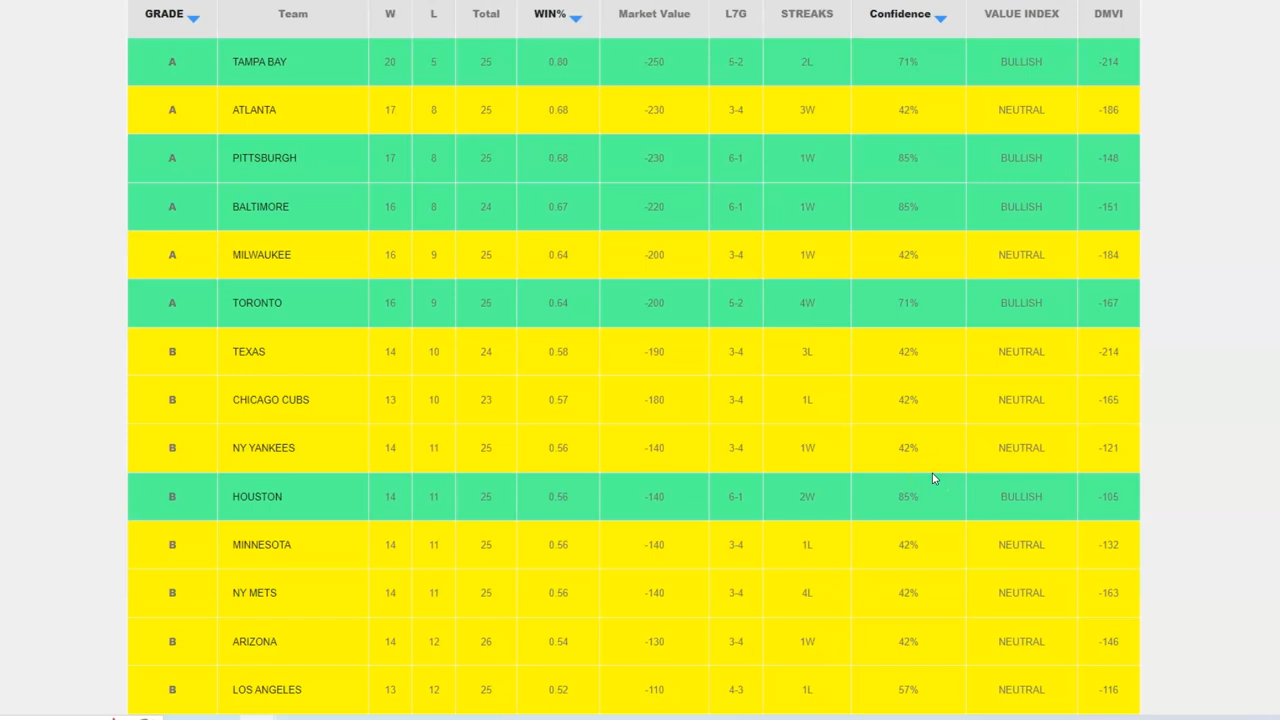 GRADE Team W L Total WIN% Market Value L7G STREAKS Confidence VALUE INDEX DMVI
A TAMPA BAY 20 5 25 0.80 -250 5-2 2L 71% BULLISH -214
A ATLANTA 17 8 25 0.68 -230 3-4 3W 42% NEUTRAL -186
A PITTSBURGH 17 8 25 0.68 -230 6-1 1W 85% BULLISH -148
A BALTIMORE 16 8 24 0.67 -220 6-1 1W 85% BULLISH -151
A MILWAUKEE 16 9 25 0.64 -200 3-4 1W 42% NEUTRAL -184
A TORONTO 16 9 25 0.64 -200 5-2 4W 71% BULLISH -167
B TEXAS 14 10 24 0.58 -190 3-4 3L 42% NEUTRAL -214
B CHICAGO CUBS 13 10 23 0.57 -180 3-4 1L 42% NEUTRAL -165
B NY YANKEES 14 11 25 0.56 -140 3-4 1W 42% NEUTRAL -121
B HOUSTON 14 11 25 0.56 -140 6-1 2W 85% BULLISH -105
B MINNESOTA 14 11 25 0.56 -140 3-4 1L 42% NEUTRAL -132
B NY METS 14 11 25 0.56 -140 3-4 4L 42% NEUTRAL -163
B ARIZONA 14 12 26 0.54 -130 3-4 1W 42% NEUTRAL -146
B LOS ANGELES 13 12 25 0.52 -110 4-3 1L 57% NEUTRAL -116